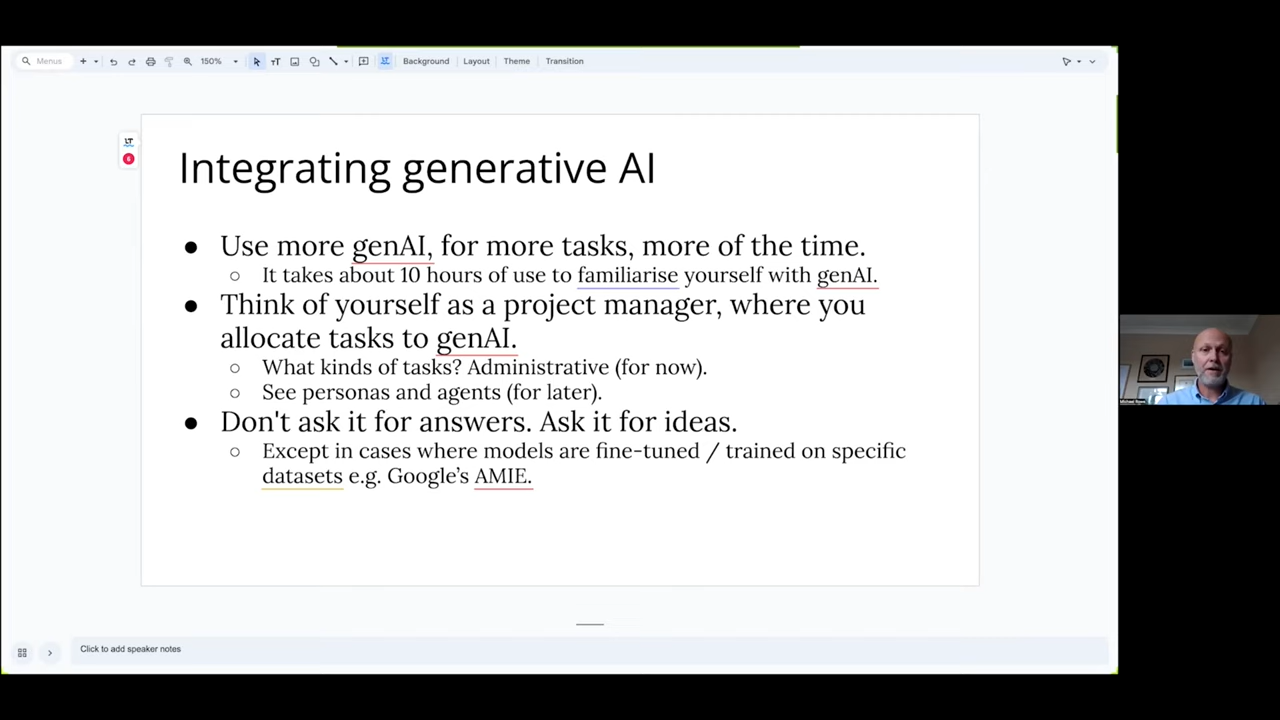 Menus
150%
Background
Layout
Theme
Transition
LT
6
Integrating generative AI
● Use more genAI, for more tasks, more of the time.
○ It takes about 10 hours of use to familiarise yourself with genAI.
● Think of yourself as a project manager, where you
allocate tasks to genAI.
○ What kinds of tasks? Administrative (for now).
○ See personas and agents (for later).
● Don't ask it for answers. Ask it for ideas.
○ Except in cases where models are fine-tuned / trained on specific
datasets e.g. Google’s AMIE.
Click to add speaker notes